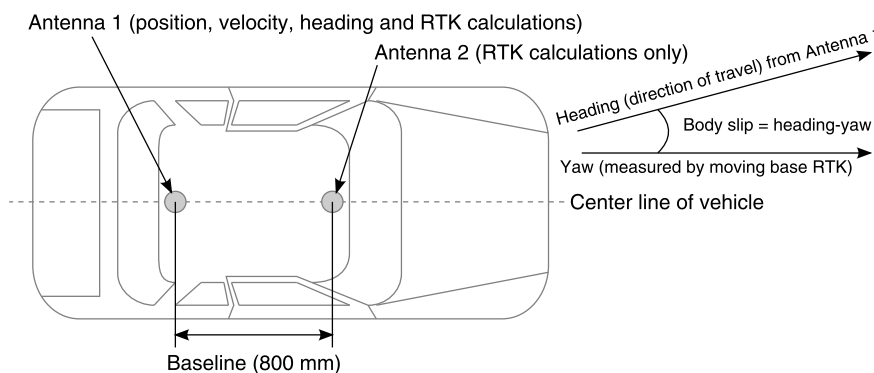 Antenna 1 (position, velocity, heading and RTK calculations)
Antenna 2 (RTK calculations only)
Heading (direction of travel) from Antenna
Body slip = heading-yaw
Yaw (measured by moving base RTK)
Center line of vehicle
Baseline (800 mm)